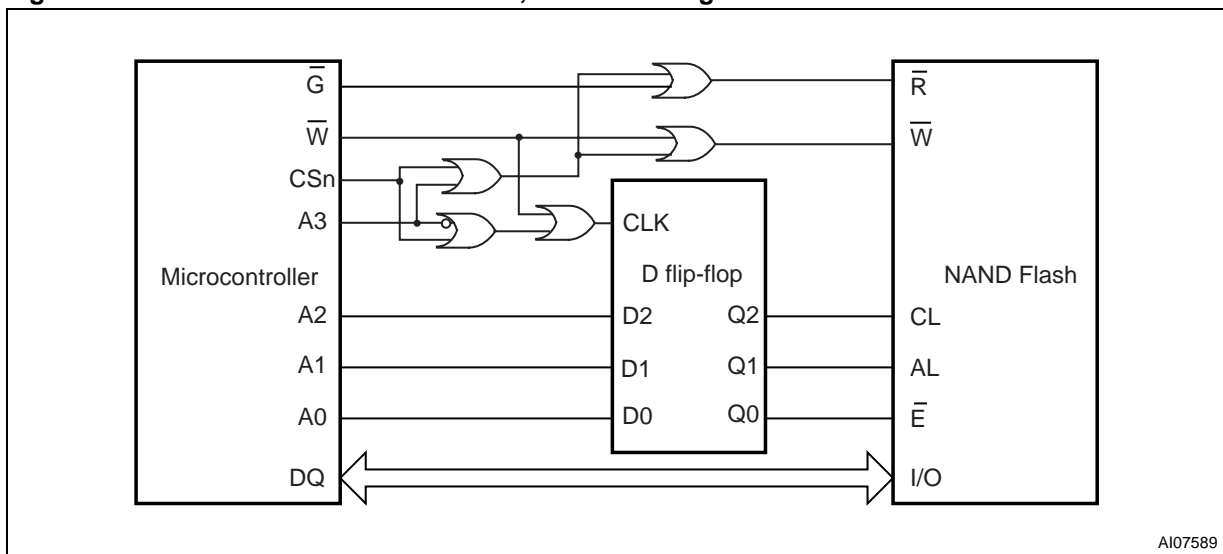 G̅
W̅
CSn
A3
Microcontroller
A2
A1
A0
DQ
CLK
D flip-flop
D2 Q2
D1 Q1
D0 Q0
R̅
W̅
NAND Flash
CL
AL
E̅
I/O
AI07589